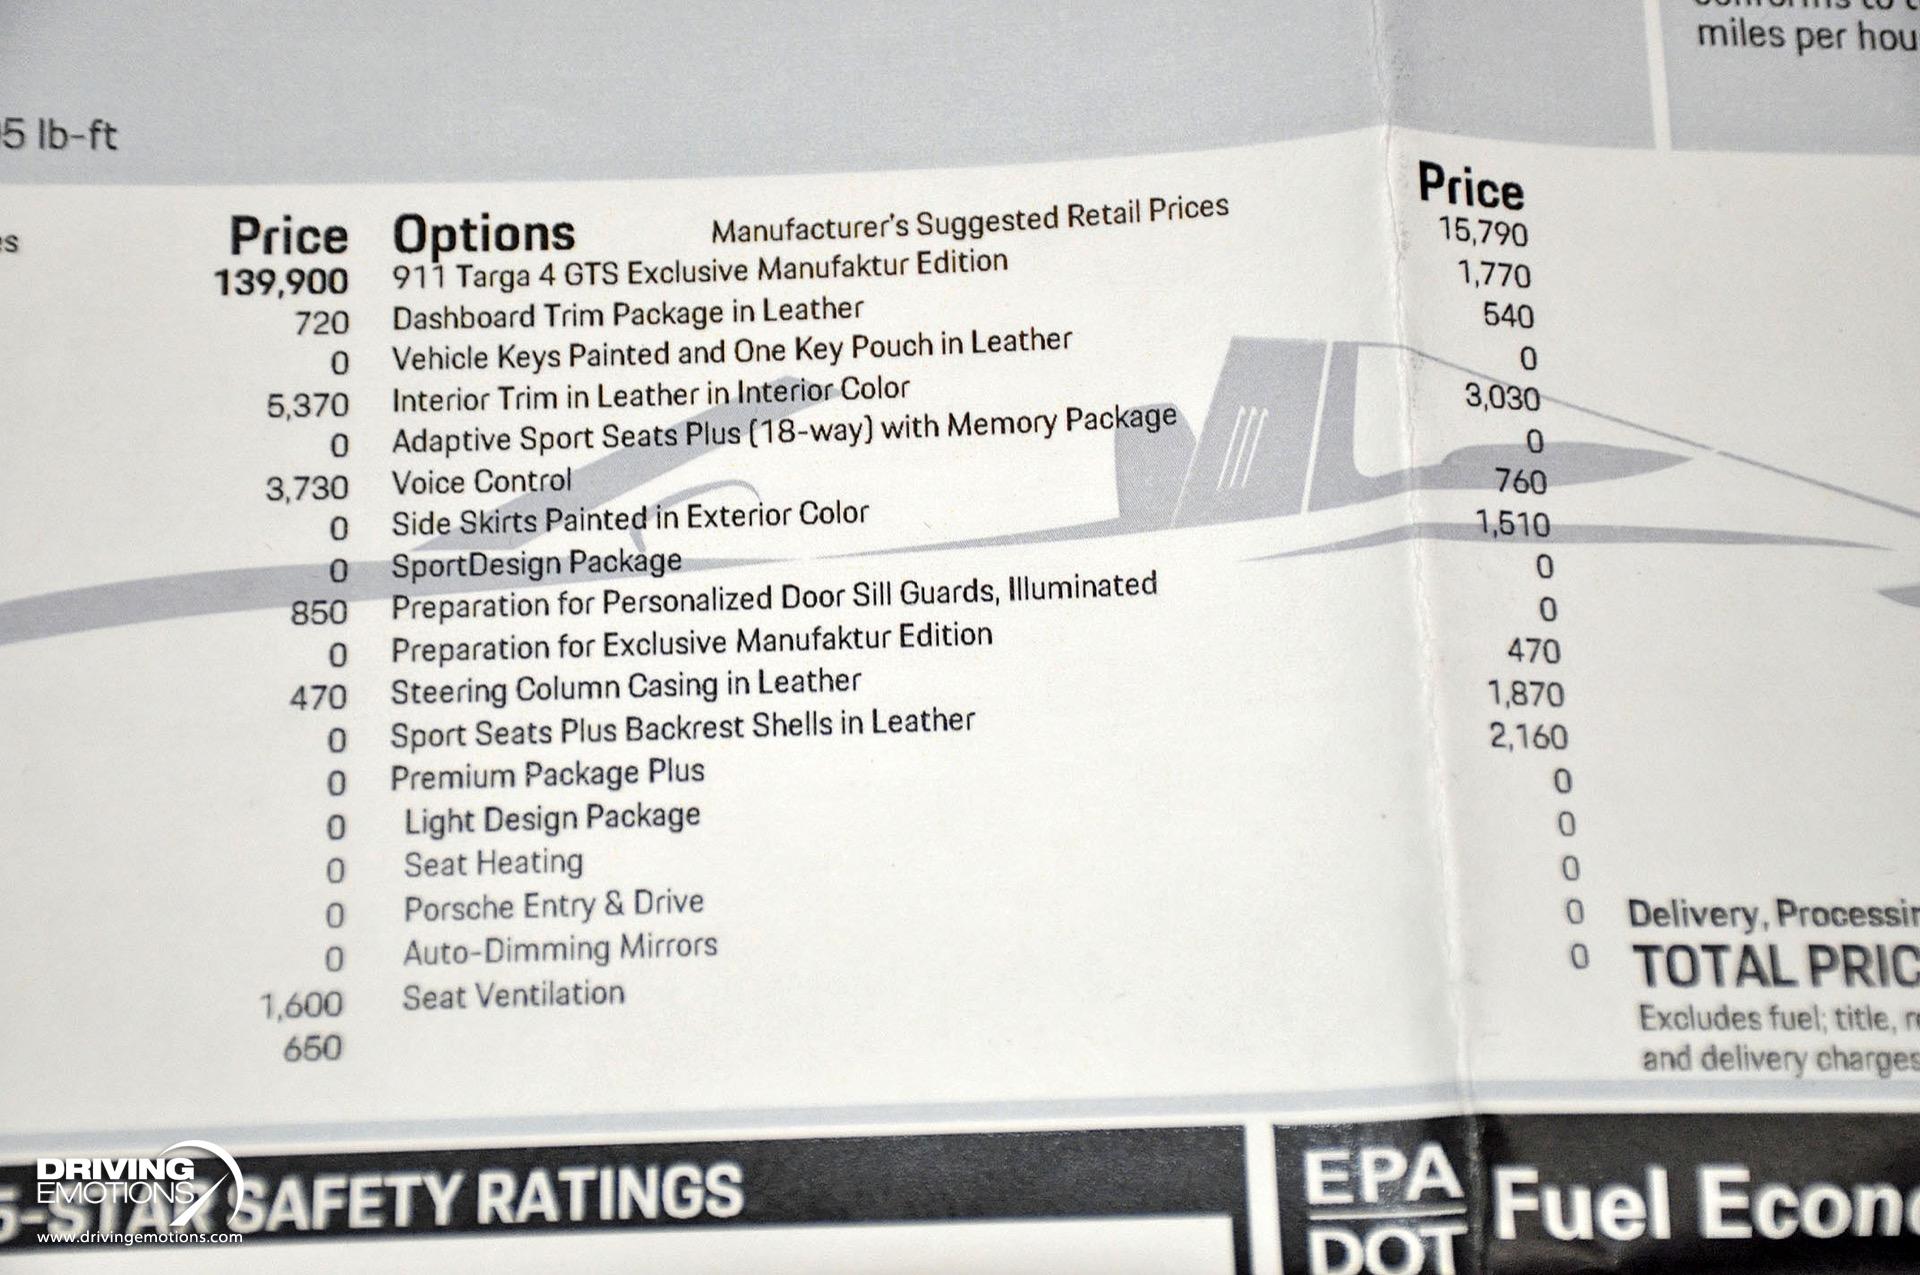 miles per hou
5 lb-ft
s
Price Options Manufacturer's Suggested Retail Prices Price
139,900 911 Targa 4 GTS Exclusive Manufaktur Edition 15,790
720 Dashboard Trim Package in Leather 1,770
0 Vehicle Keys Painted and One Key Pouch in Leather 540
5,370 Interior Trim in Leather in Interior Color 0
0 Adaptive Sport Seats Plus (18-way) with Memory Package 3,030
3,730 Voice Control 0
0 Side Skirts Painted in Exterior Color 760
0 SportDesign Package 1,510
850 Preparation for Personalized Door Sill Guards, Illuminated 0
0 Preparation for Exclusive Manufaktur Edition 0
470 Steering Column Casing in Leather 470
0 Sport Seats Plus Backrest Shells in Leather 1,870
0 Premium Package Plus 2,160
0 Light Design Package 0
0 Seat Heating 0
0 Porsche Entry & Drive 0
0 Auto-Dimming Mirrors 0 Delivery, Processin
1,600 Seat Ventilation 0 TOTAL PRIC
650
Excludes fuel, title, r
and delivery charges
5-STAR SAFETY RATINGS
EPA
DOT
Fuel Econo
DRIVING
EMOTIONS
www.drivingemotions.com